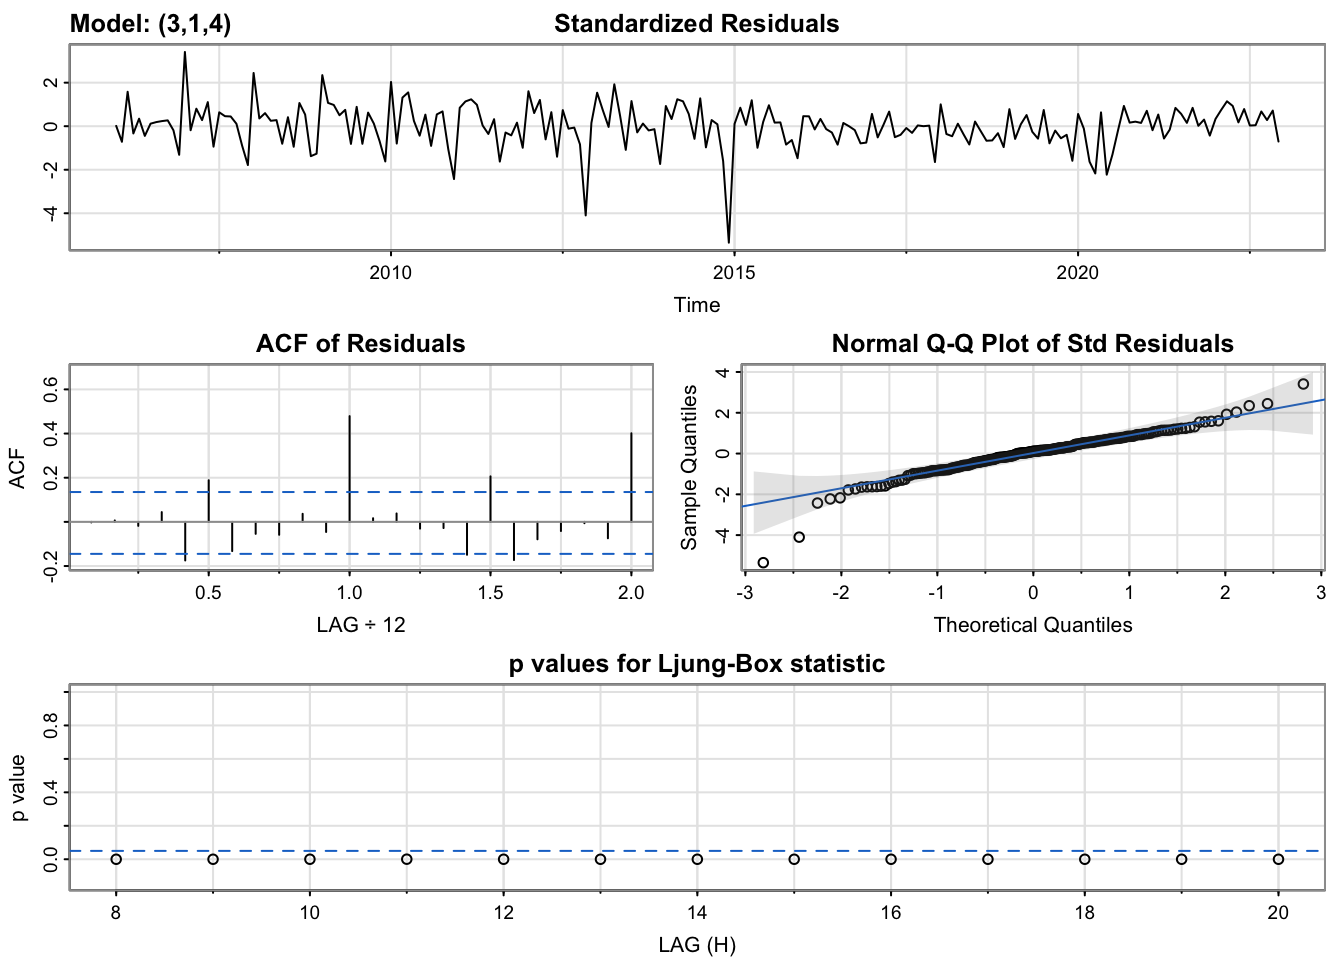 Model: (3,1,4) Standardized Residuals
2
0
-2
-4
2010 2015 2020
Time
ACF of Residuals
ACF
0.6
0.4
0.2
-0.2
0.5 1.0 1.5 2.0
LAG ÷ 12
Normal Q-Q Plot of Std Residuals
Sample Quantiles
4
2
0
-2
-4
-3 -2 -1 0 1 2 3
Theoretical Quantiles
p values for Ljung-Box statistic
p value
0.8
0.4
0.0
8 10 12 14 16 18 20
LAG (H)